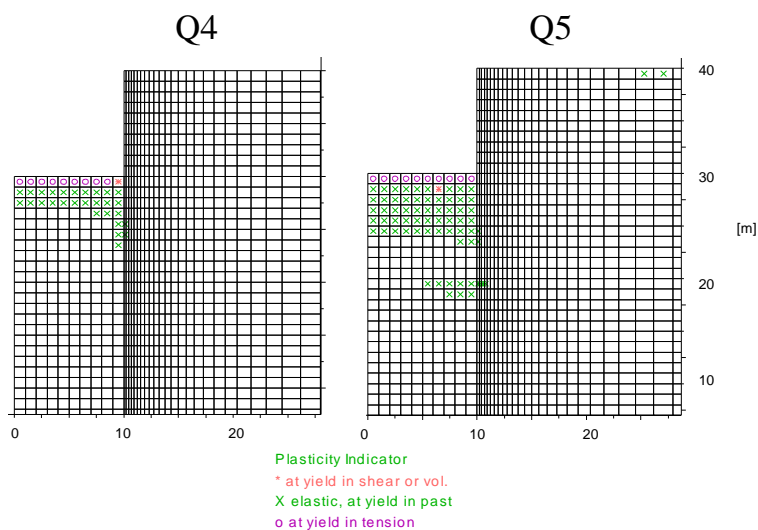 Q4 Q5
40
30
[m]
20
10
0 10 20 0 10 20
Plasticity Indicator
* at yield in shear or vol.
X elastic, at yield in past
o at yield in tension